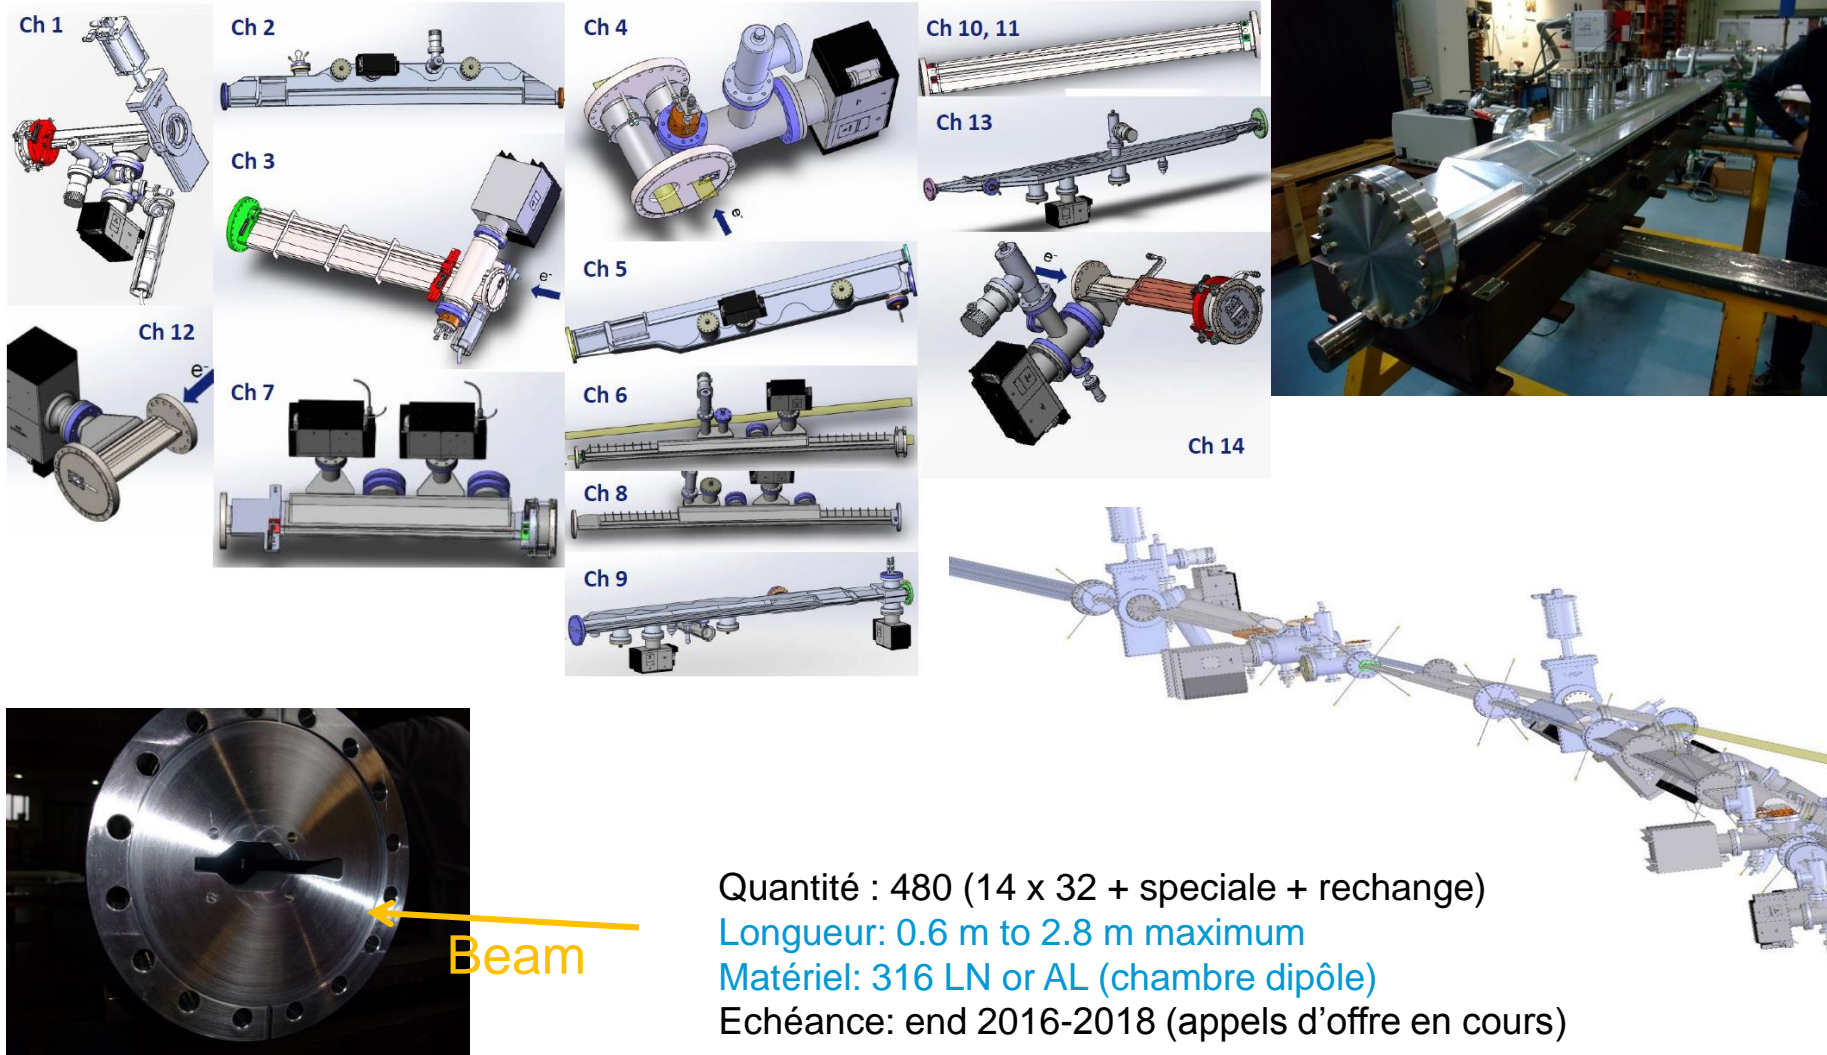 Ch 1
Ch 2
Ch 4
Ch 10, 11
Ch 13
Ch 3
e-
e-
Ch 5
e-
Ch 12
e-
Ch 7
Ch 6
Ch 14
Ch 8
Ch 9
Beam
Quantité : 480 (14 x 32 + speciale + rechange)
Longueur: 0.6 m to 2.8 m maximum
Matériel: 316 LN or AL (chambre dipôle)
Echéance: end 2016-2018 (appels d’offre en cours)